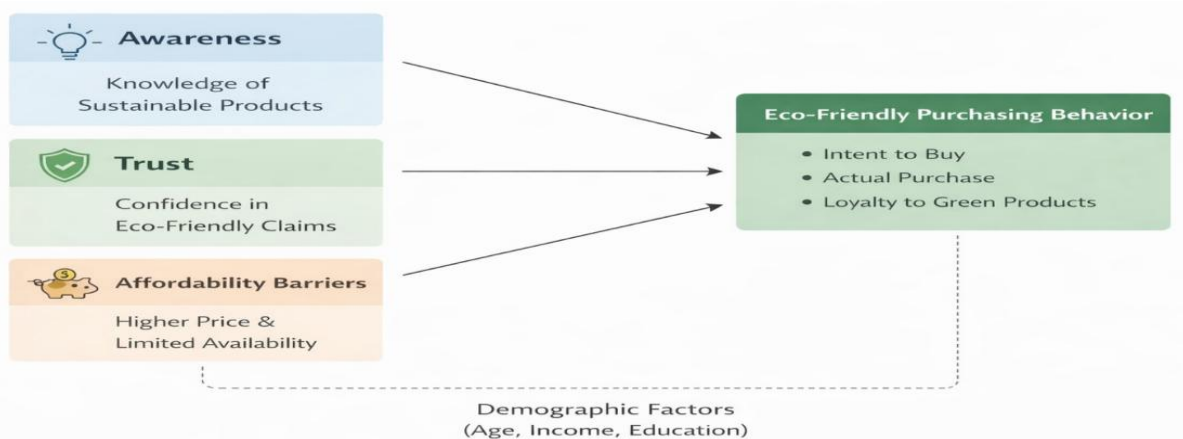 Awareness
Knowledge of
Sustainable Products
Trust
Confidence in
Eco-Friendly Claims
Affordability Barriers
Higher Price &
Limited Availability
Eco-Friendly Purchasing Behavior
• Intent to Buy
• Actual Purchase
• Loyalty to Green Products
Demographic Factors
(Age, Income, Education)